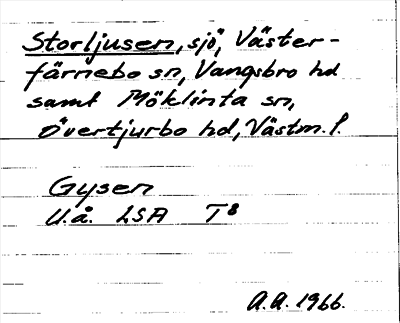 Storljusen, sjö, Väster-
färnebo sn, Vangsbro hd
samt Möklinta sn,
Övertjurbo hd, Västm. l.
Gysen
U.å. LSA T8
A.A. 1966.